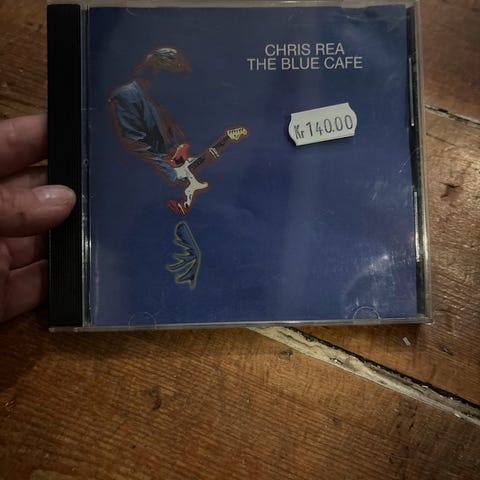 CHRIS REA
THE BLUE CAFE
Kr 140.00